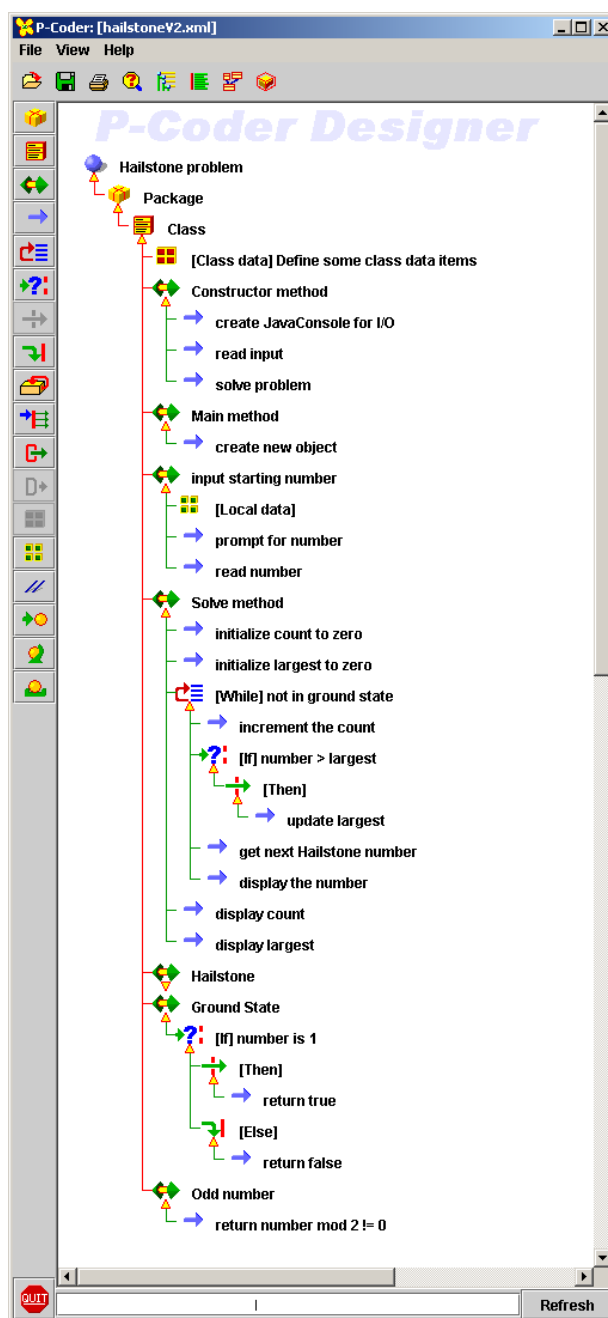 P-Coder: [hailstoneV2.xml]
File View Help
P-Coder Designer
Hailstone problem
Package
Class
[Class data] Define some class data items
Constructor method
create JavaConsole for I/O
read input
solve problem
Main method
create new object
input starting number
[Local data]
prompt for number
read number
Solve method
initialize count to zero
initialize largest to zero
[While] not in ground state
increment the count
[If] number > largest
[Then]
update largest
get next Hailstone number
display the number
display count
display largest
Hailstone
Ground State
[If] number is 1
[Then]
return true
[Else]
return false
Odd number
return number mod 2 != 0
QUIT
Refresh